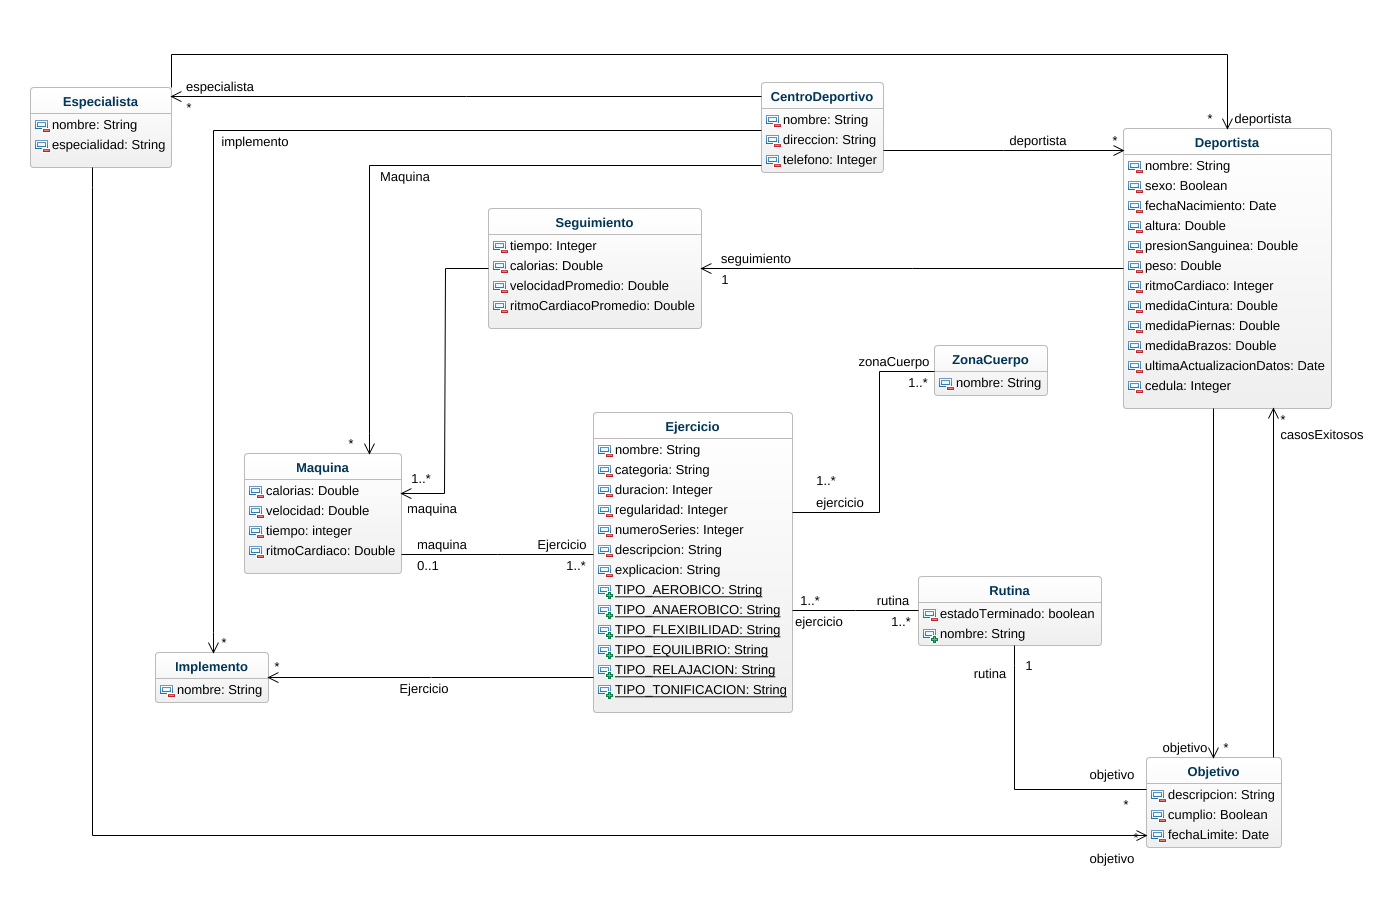 especialista
*
Especialista
nombre: String
especialidad: String
CentroDeportivo
nombre: String
direccion: String
telefono: Integer
implemento
Maquina
deportista
*
*
deportista
Deportista
nombre: String
sexo: Boolean
fechaNacimiento: Date
altura: Double
presionSanguinea: Double
peso: Double
ritmoCardiaco: Integer
medidaCintura: Double
medidaPiernas: Double
medidaBrazos: Double
ultimaActualizacionDatos: Date
cedula: Integer
Seguimiento
tiempo: Integer
calorias: Double
velocidadPromedio: Double
ritmoCardiacoPromedio: Double
seguimiento
1
zonaCuerpo
1..*
ZonaCuerpo
nombre: String
*
casosExitosos
*
1..*
maquina
Maquina
calorias: Double
velocidad: Double
tiempo: integer
ritmoCardiaco: Double
maquina
0..1
Ejercicio
1..*
Ejercicio
nombre: String
categoria: String
duracion: Integer
regularidad: Integer
numeroSeries: Integer
descripcion: String
explicacion: String
TIPO_AEROBICO: String
TIPO_ANAEROBICO: String
TIPO_FLEXIBILIDAD: String
TIPO_EQUILIBRIO: String
TIPO_RELAJACION: String
TIPO_TONIFICACION: String
1..*
ejercicio
1..*
ejercicio
rutina
1..*
Rutina
estadoTerminado: boolean
nombre: String
rutina
1
*
Implemento
nombre: String
*
Ejercicio
objetivo
*
objetivo
*
Objetivo
descripcion: String
cumplio: Boolean
fechaLimite: Date
*
objetivo